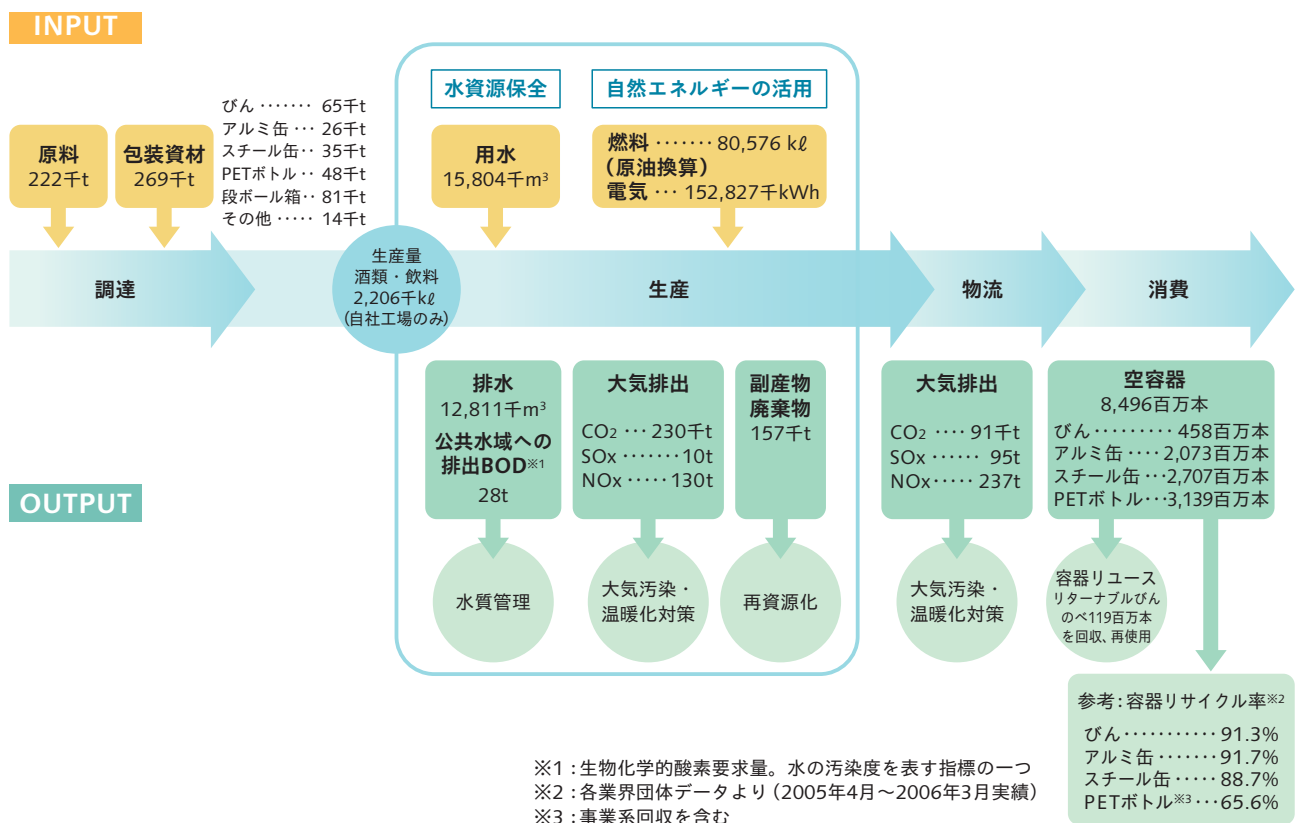 INPUT
原料
222千t
包装資材
269千t
びん ······· 65千t
アルミ缶 ··· 26千t
スチール缶 ·· 35千t
PETボトル ·· 48千t
段ボール箱 ·· 81千t
その他 ····· 14千t
水資源保全
用水
15,804千m³
自然エネルギーの活用
燃料 ······· 80,576 kℓ
(原油換算)
電気 ··· 152,827千kWh
調達
生産量
酒類・飲料
2,206千kℓ
(自社工場のみ)
生産
物流
消費
OUTPUT
排水
12,811千m³
公共水域への
排出BOD※1
28t
水質管理
大気排出
CO2 ··· 230千t
SOx ······· 10t
NOx ····· 130t
大気汚染・
温暖化対策
副産物
廃棄物
157千t
再資源化
大気排出
CO2 ···· 91千t
SOx ······ 95t
NOx ····· 237t
大気汚染・
温暖化対策
空容器
8,496百万本
びん ········· 458百万本
アルミ缶 ···· 2,073百万本
スチール缶 ··· 2,707百万本
PETボトル ··· 3,139百万本
容器リユース
リターナブルびん
のべ119百万本
を回収、再使用
参考:容器リサイクル率※2
びん ··········· 91.3%
アルミ缶 ······· 91.7%
スチール缶 ····· 88.7%
PETボトル※3 ··· 65.6%
※1:生物化学的酸素要求量。水の汚染度を表す指標の一つ
※2:各業界団体データより(2005年4月〜2006年3月実績)
※3:事業系回収を含む